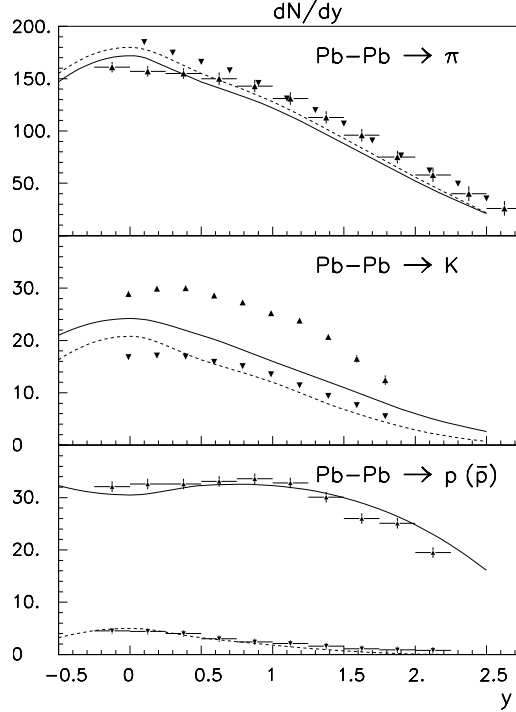 dN/dy
200.
Pb-Pb → π
150.
100.
50.
0
Pb-Pb → K
30.
20.
10.
0
Pb-Pb → p (p̄)
30.
20.
10.
0
-0.5 0 0.5 1 1.5 2 2.5
y